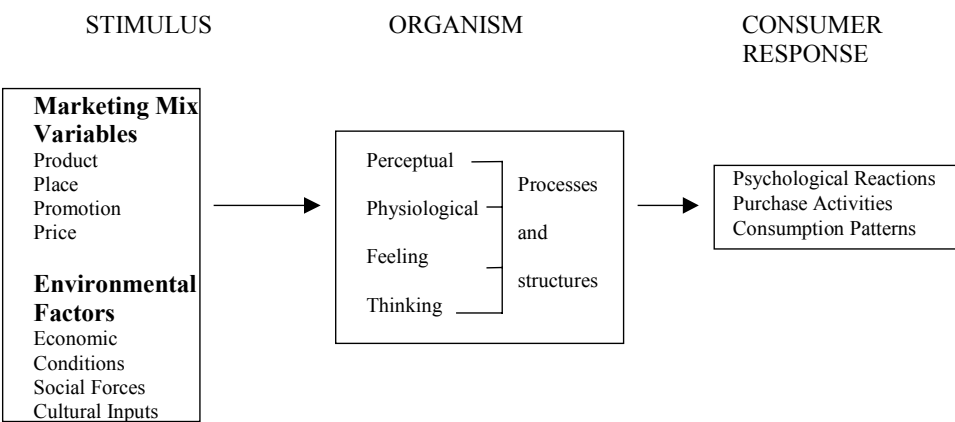 STIMULUS
ORGANISM
CONSUMER
RESPONSE
Marketing Mix
Variables
Product
Place
Promotion
Price
Environmental
Factors
Economic
Conditions
Social Forces
Cultural Inputs
Perceptual
Physiological
Feeling
Thinking
Processes
and
structures
Psychological Reactions
Purchase Activities
Consumption Patterns